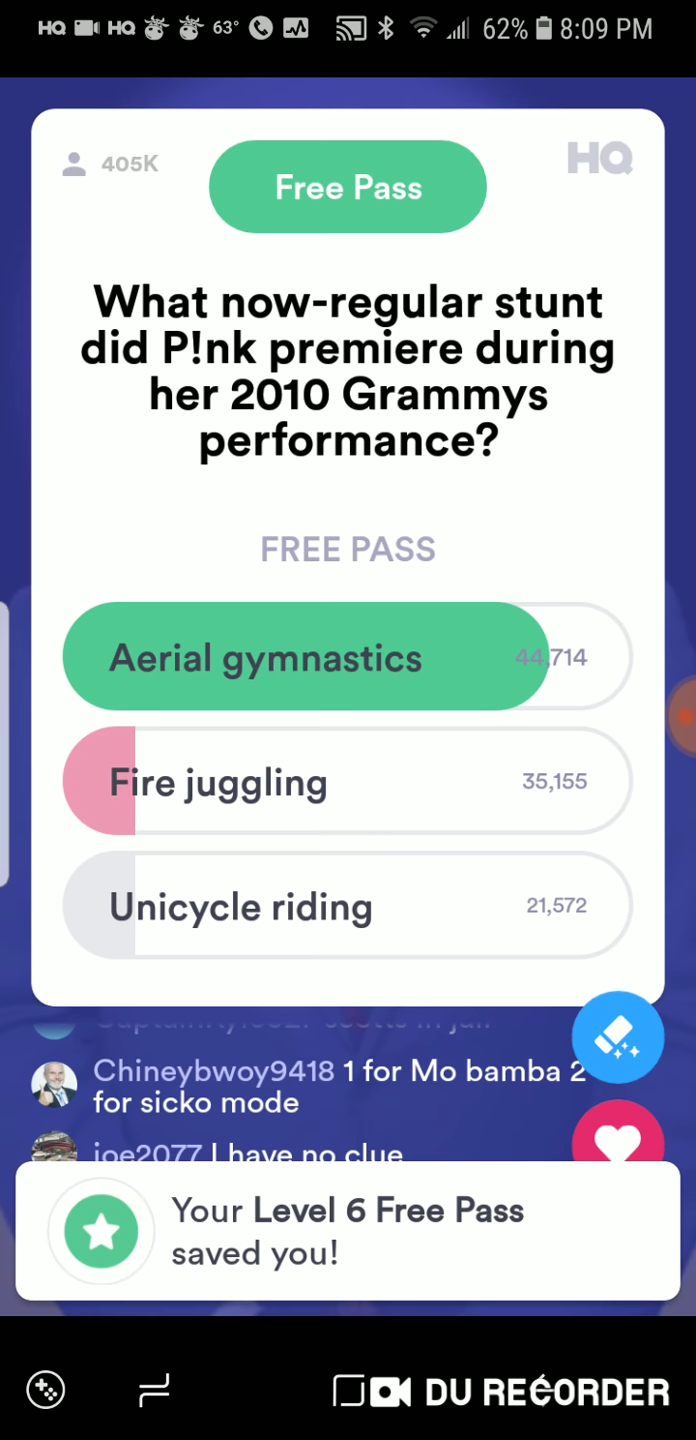 HQ HQ 63° 62% 8:09 PM
405K
Free Pass
HQ
What now-regular stunt
did P!nk premiere during
her 2010 Grammys
performance?
FREE PASS
Aerial gymnastics 44,714
Fire juggling 35,155
Unicycle riding 21,572
Chineybwoy9418 1 for Mo bamba 2
for sicko mode
joe2077 I have no clue
Your Level 6 Free Pass
saved you!
DU RECORDER